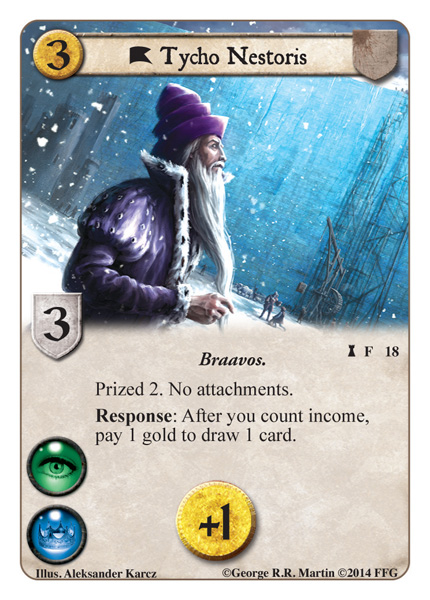 3
Tycho Nestoris
3
Braavos.
F 18
Prized 2. No attachments.
Response: After you count income,
pay 1 gold to draw 1 card.
+1
Illus. Aleksander Karcz
©George R.R. Martin ©2014 FFG